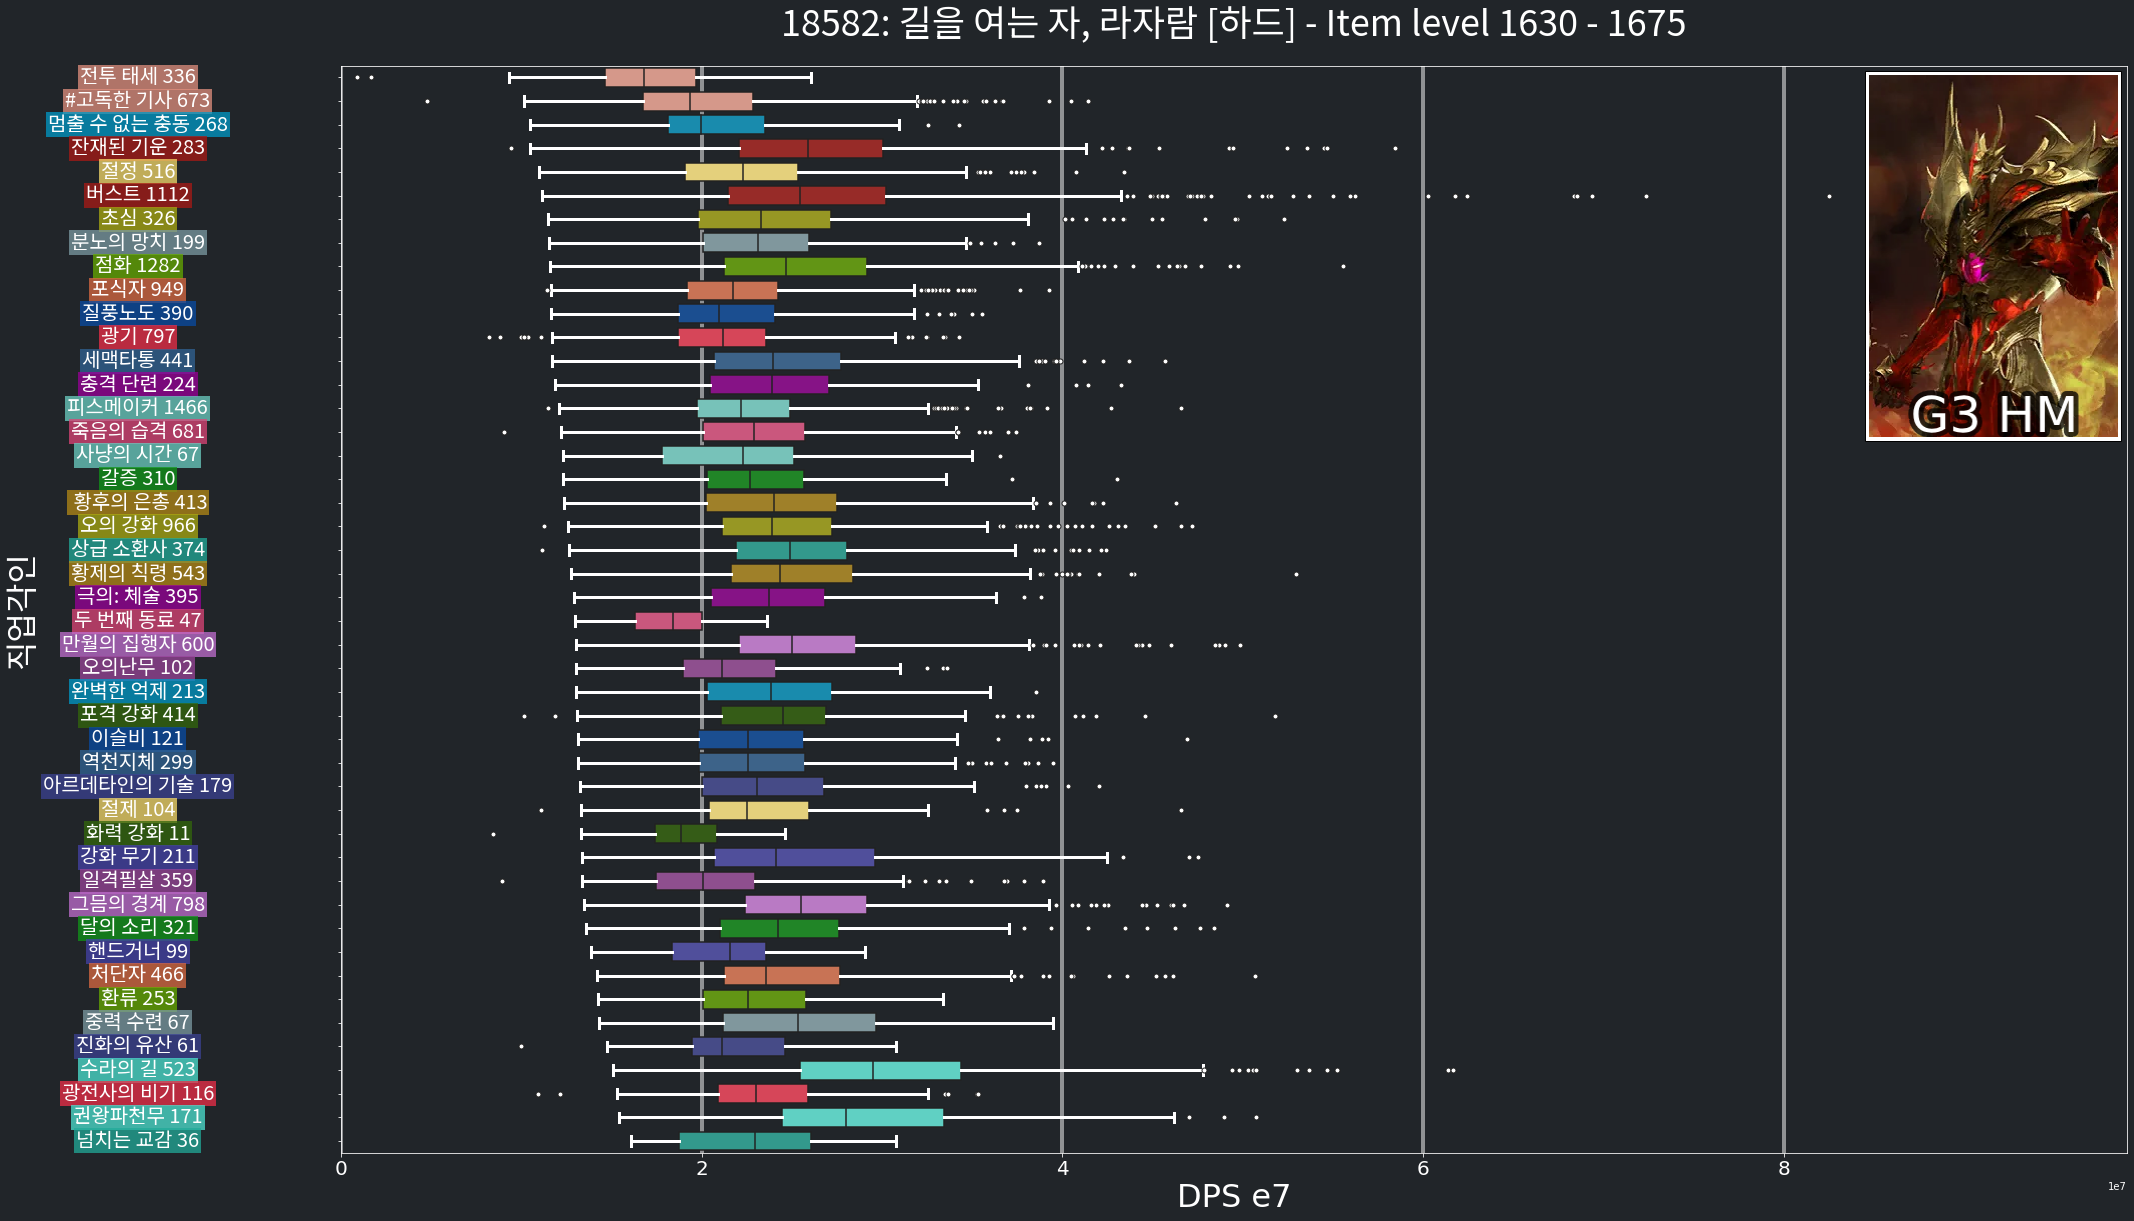 18582: 길을 여는 자, 라자람 [하드] - Item level 1630 - 1675
전투 태세 336
#고독한 기사 673
멈출 수 없는 충동 268
잔재된 기운 283
절정 516
버스트 1112
초심 326
분노의 망치 199
점화 1282
포식자 949
질풍노도 390
광기 797
세맥타통 441
충격 단련 224
피스메이커 1466
죽음의 습격 681
사냥의 시간 67
갈증 310
황후의 은총 413
오의 강화 966
상급 소환사 374
황제의 칙령 543
극의: 체술 395
두 번째 동료 47
만월의 집행자 600
오의난무 102
완벽한 억제 213
포격 강화 414
이슬비 121
역천지체 299
아르데타인의 기술 179
절제 104
화력 강화 11
강화 무기 211
일격필살 359
그믐의 경계 798
달의 소리 321
핸드거너 99
처단자 466
환류 253
중력 수련 67
진화의 유산 61
수라의 길 523
광전사의 비기 116
권왕파천무 171
넘치는 교감 36
직업각인
G3 HM
0 2 4 6 8
1e7
DPS e7